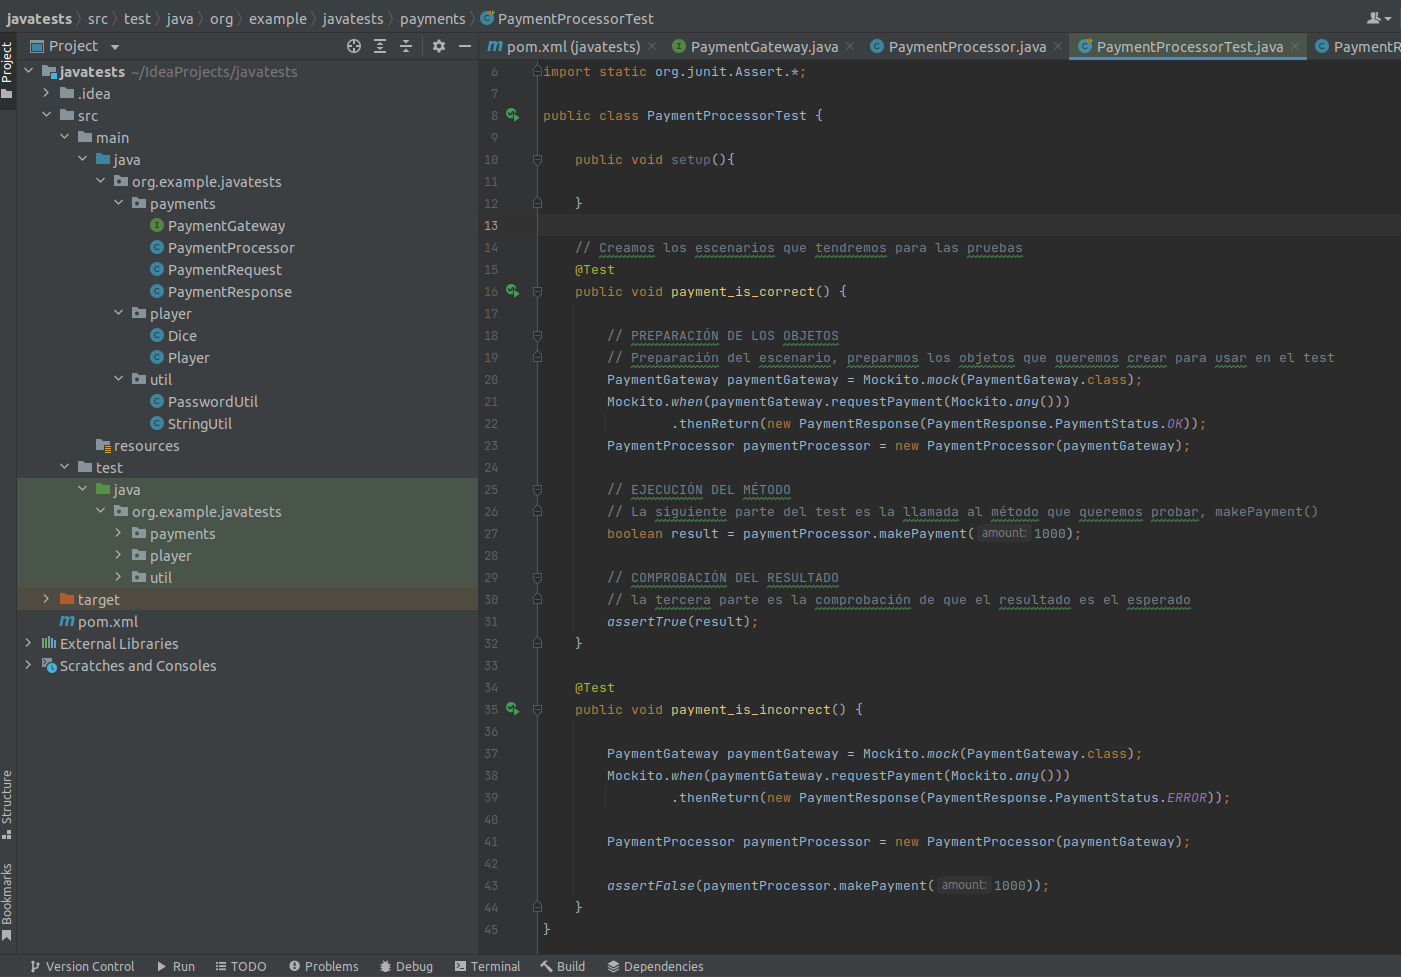 javatests src test java org example javatests payments PaymentProcessorTest
Project
pom.xml (javatests) PaymentGateway.java PaymentProcessor.java PaymentProcessorTest.java PaymentR
Project
javatests ~/IdeaProjects/javatests
.idea
src
main
java
org.example.javatests
payments
PaymentGateway
PaymentProcessor
PaymentRequest
PaymentResponse
player
Dice
Player
util
PasswordUtil
StringUtil
resources
test
java
org.example.javatests
payments
player
util
target
pom.xml
External Libraries
Scratches and Consoles
Structure
Bookmarks
6 import static org.junit.Assert.*;
7
8 public class PaymentProcessorTest {
9
10 public void setup(){
11
12 }
13
14 // Creamos los escenarios que tendremos para las pruebas
15 @Test
16 public void payment_is_correct() {
17
18 // PREPARACIÓN DE LOS OBJETOS
19 // Preparación del escenario, preparmos los objetos que queremos crear para usar en el test
20 PaymentGateway paymentGateway = Mockito.mock(PaymentGateway.class);
21 Mockito.when(paymentGateway.requestPayment(Mockito.any()))
22 .thenReturn(new PaymentResponse(PaymentResponse.PaymentStatus.OK));
23 PaymentProcessor paymentProcessor = new PaymentProcessor(paymentGateway);
24
25 // EJECUCIÓN DEL MÉTODO
26 // La siguiente parte del test es la llamada al método que queremos probar, makePayment()
27 boolean result = paymentProcessor.makePayment( amount: 1000);
28
29 // COMPROBACIÓN DEL RESULTADO
30 // la tercera parte es la comprobación de que el resultado es el esperado
31 assertTrue(result);
32 }
33
34 @Test
35 public void payment_is_incorrect() {
36
37 PaymentGateway paymentGateway = Mockito.mock(PaymentGateway.class);
38 Mockito.when(paymentGateway.requestPayment(Mockito.any()))
39 .thenReturn(new PaymentResponse(PaymentResponse.PaymentStatus.ERROR));
40
41 PaymentProcessor paymentProcessor = new PaymentProcessor(paymentGateway);
42
43 assertFalse(paymentProcessor.makePayment( amount: 1000));
44 }
45 }
Version Control Run TODO Problems Debug Terminal Build Dependencies